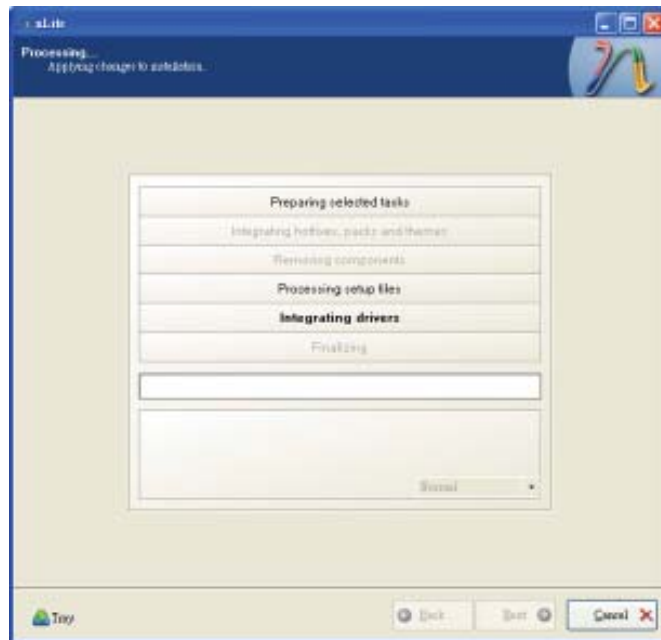 nLite
Processing...
Applying changes to installation.
Preparing selected tasks
Integrating hotfixes, packs and themes
Removing components
Processing setup files
Integrating drivers
Finalizing
Normal
Tray
Back
Next
Cancel